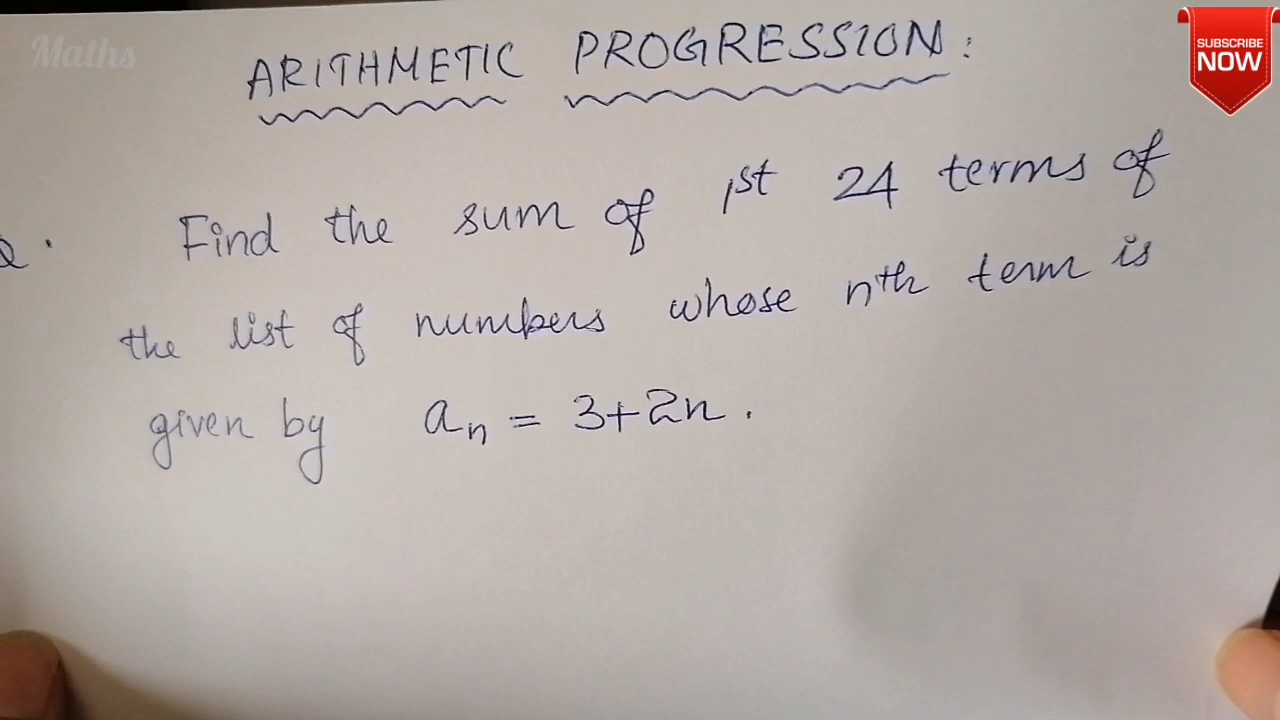 Maths
SUBSCRIBE
NOW
ARITHMETIC PROGRESSION:
Q. Find the sum of 1st 24 terms of
the list of numbers whose nth term is
given by an = 3+2n.